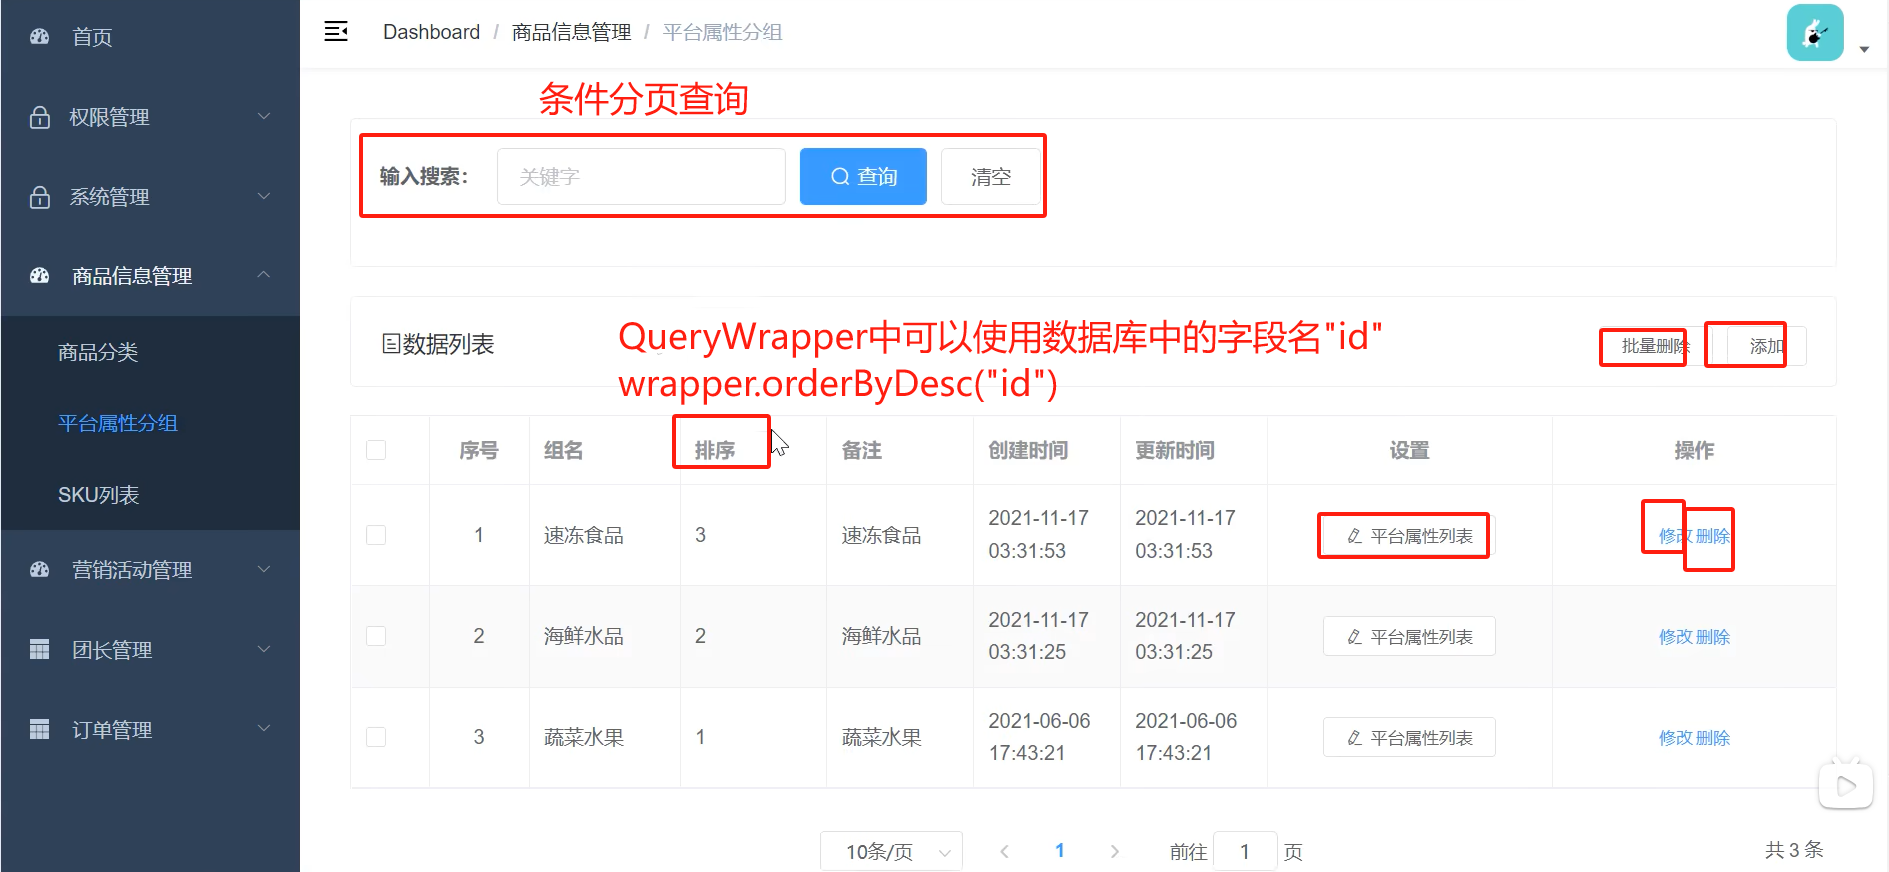 首页
权限管理
系统管理
商品信息管理
商品分类
平台属性分组
SKU列表
营销活动管理
团长管理
订单管理
Dashboard / 商品信息管理 / 平台属性分组
条件分页查询
输入搜索： 关键字 查询 清空
数据列表
QueryWrapper中可以使用数据库中的字段名"id"
wrapper.orderByDesc("id")
批量删除 添加
序号 组名 排序 备注 创建时间 更新时间 设置 操作
1 速冻食品 3 速冻食品 2021-11-17 03:31:53 2021-11-17 03:31:53 平台属性列表 修改 删除
2 海鲜水品 2 海鲜水品 2021-11-17 03:31:25 2021-11-17 03:31:25 平台属性列表 修改 删除
3 蔬菜水果 1 蔬菜水果 2021-06-06 17:43:21 2021-06-06 17:43:21 平台属性列表 修改 删除
10条/页 1 前往 1 页 共 3 条